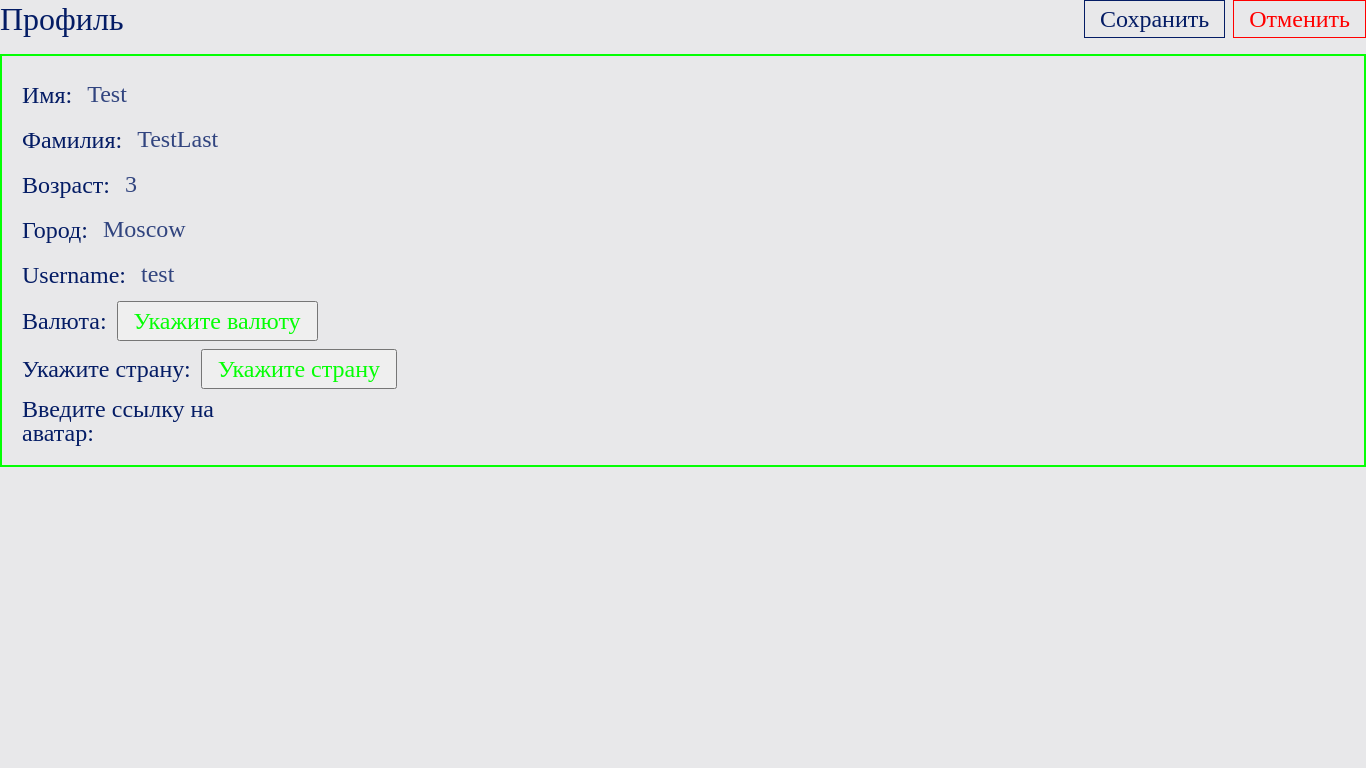 Профиль
Сохранить
Отменить
Имя: Test
Фамилия: TestLast
Возраст: 3
Город: Moscow
Username: test
Валюта: Укажите валюту
Укажите страну: Укажите страну
Введите ссылку на
аватар: